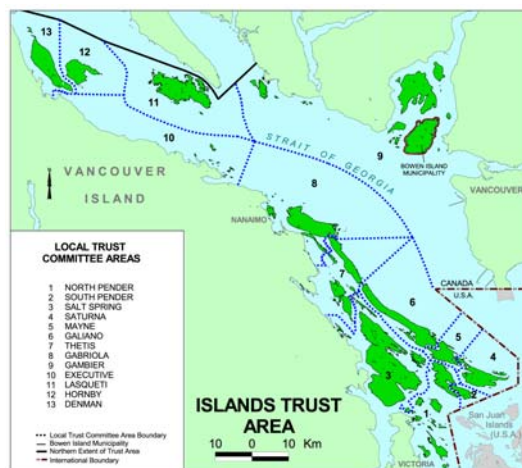 13
12
11
10
9
8
STRAIT OF GEORGIA
BOWEN ISLAND
MUNICIPALITY
VANCOUVER
ISLAND
VANCOUVER
NANAIMO
7
6
CANADA
U.S.A.
5
4
3
2
1
LOCAL TRUST
COMMITTEE AREAS
1 NORTH PENDER
2 SOUTH PENDER
3 SALT SPRING
4 SATURNA
5 MAYNE
6 GALIANO
7 THETIS
8 GABRIOLA
9 GAMBIER
10 EXECUTIVE
11 LASQUETI
12 HORNBY
13 DENMAN
Local Trust Committee Area Boundary
Bowen Island Municipality
Northern Extent of Trust Area
International Boundary
ISLANDS TRUST
AREA
10 0 10 Km
San Juan
Islands
(U.S.A.)
VICTORIA